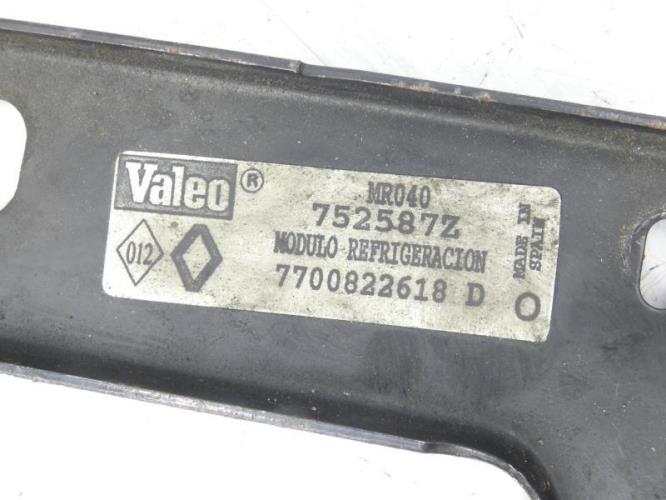 Valeo®
MR040
752587Z
MODULO REFRIGERACION
7700822618 D
012
MADE IN
SPAIN